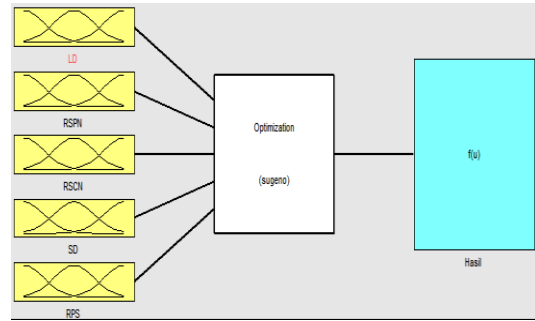 LD
RSPN
RSCN
SD
RPS
Optimization
(sugeno)
f(u)
Hasil